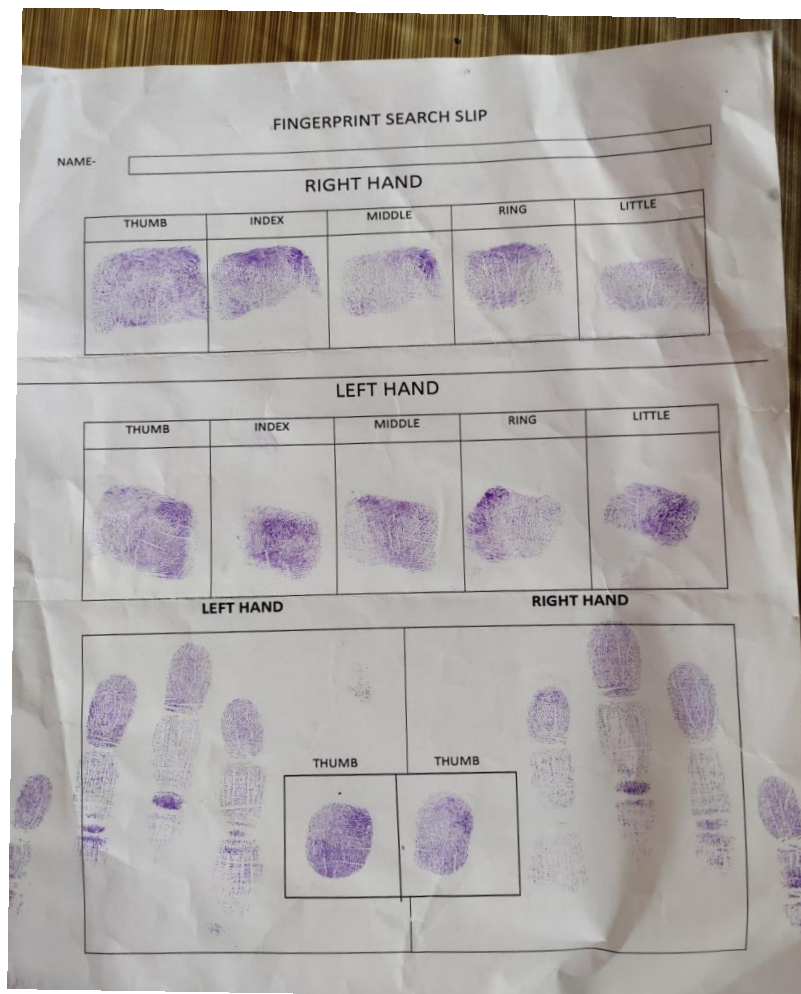 FINGERPRINT SEARCH SLIP
NAME-
RIGHT HAND
THUMB INDEX MIDDLE RING LITTLE
LEFT HAND
THUMB INDEX MIDDLE RING LITTLE
LEFT HAND RIGHT HAND
THUMB THUMB